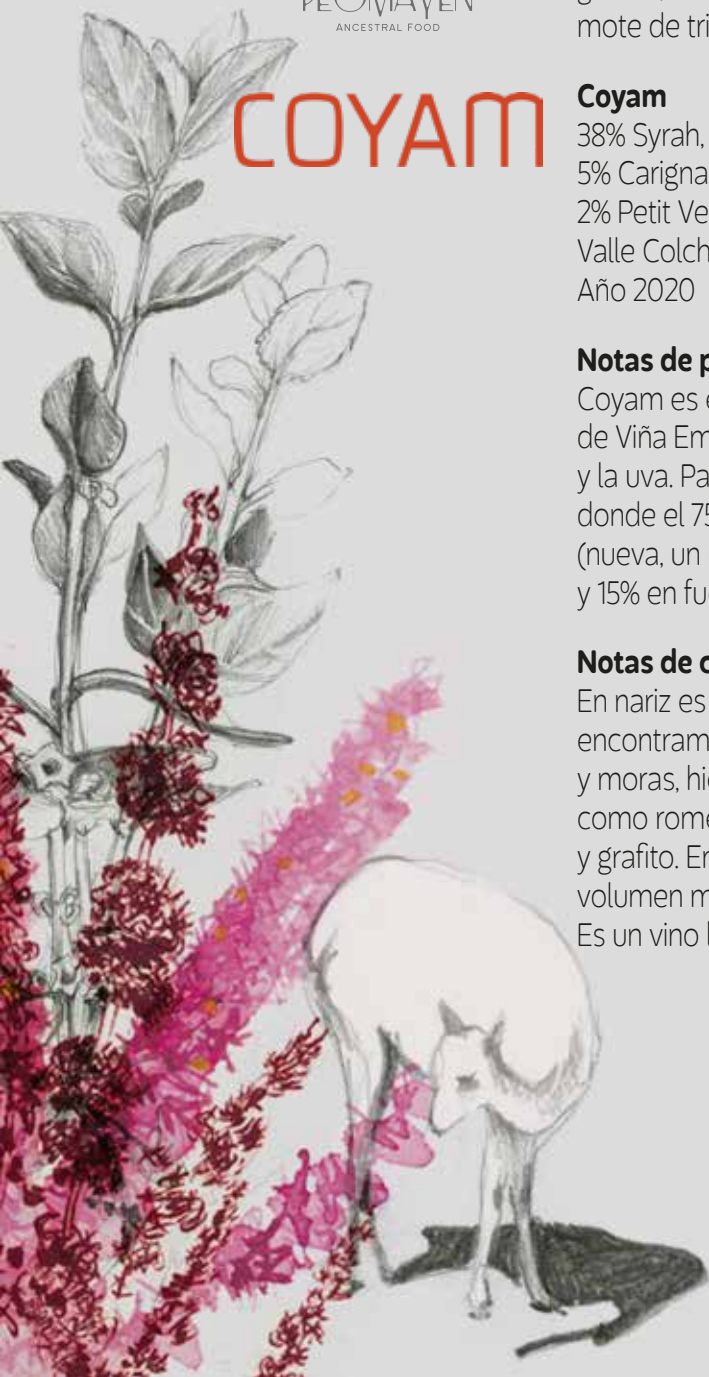 PEUMAYEN
ANCESTRAL FOOD
mote de tri
COYAM
Coyam
38% Syrah,
5% Carigna
2% Petit Ve
Valle Colch
Año 2020
Notas de p
Coyam es e
de Viña Em
y la uva. Pa
donde el 75
(nueva, un
y 15% en fu
Notas de c
En nariz es
encontram
y moras, hi
como rome
y grafito. En
volumen m
Es un vino l